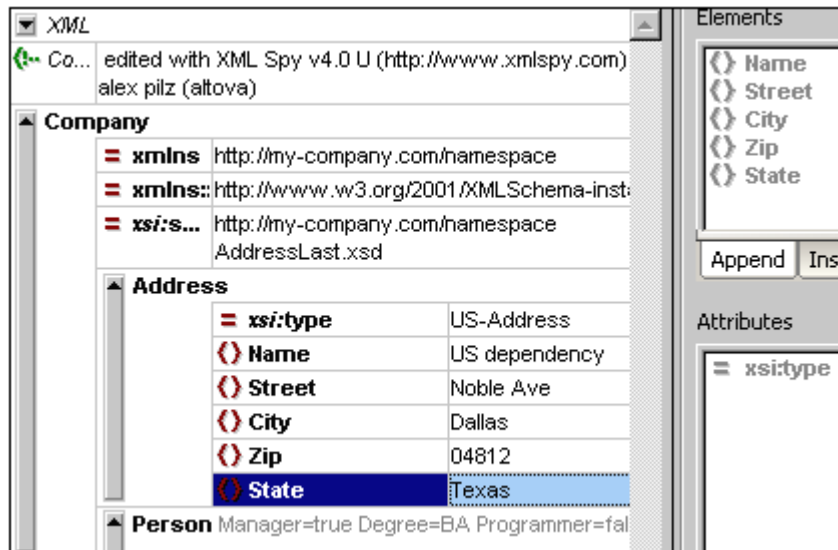 XML
Co... edited with XML Spy v4.0 U (http://www.xmlspy.com)
alex pilz (altova)
Company
= xmlns http://my-company.com/namespace
= xmlns: http://www.w3.org/2001/XMLSchema-insta
= xsi:s... http://my-company.com/namespace
AddressLast.xsd
Address
= xsi:type US-Address
Name US dependency
Street Noble Ave
City Dallas
Zip 04812
State Texas
Person Manager=true Degree=BA Programmer=fal
Elements
Name
Street
City
Zip
State
Append Ins
Attributes
= xsi:type